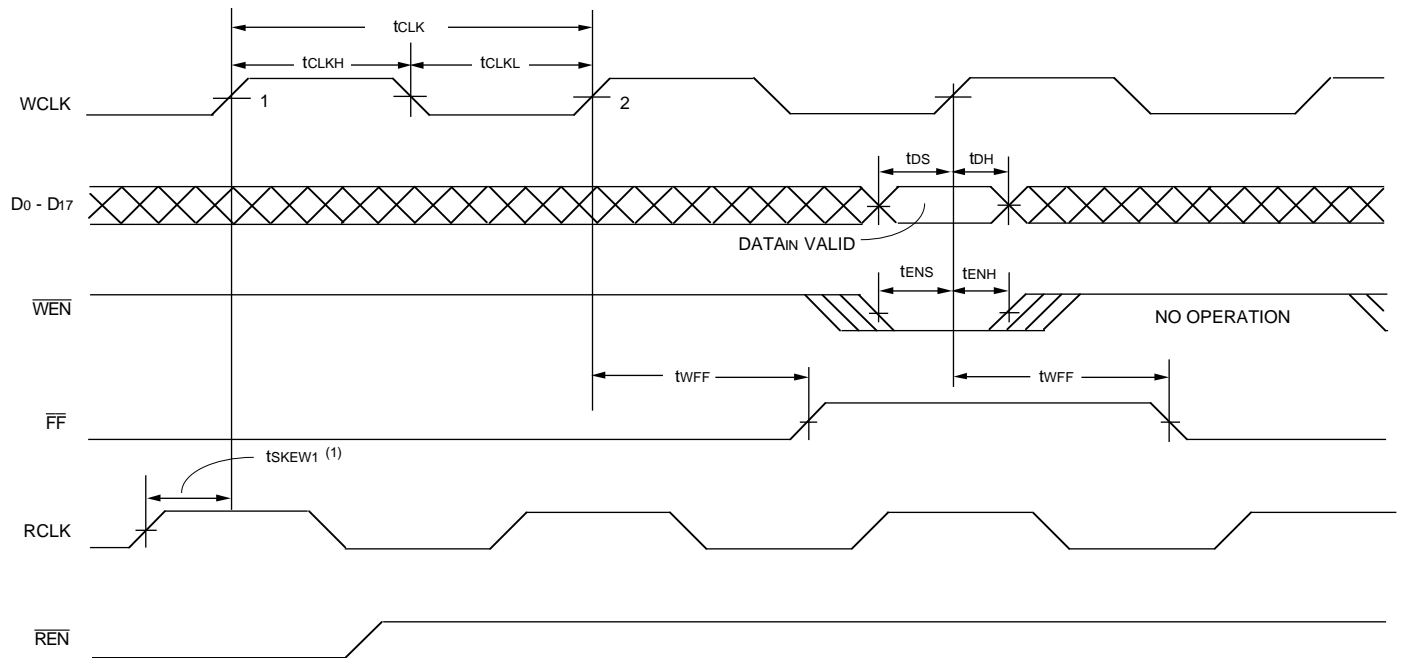 tCLK
tCLKH
tCLKL
WCLK
1
2
tDS
tDH
D0 - D17
DATAIN VALID
tENS
tENH
WEN
NO OPERATION
tWFF
tWFF
FF
tSKEW1 (1)
RCLK
REN